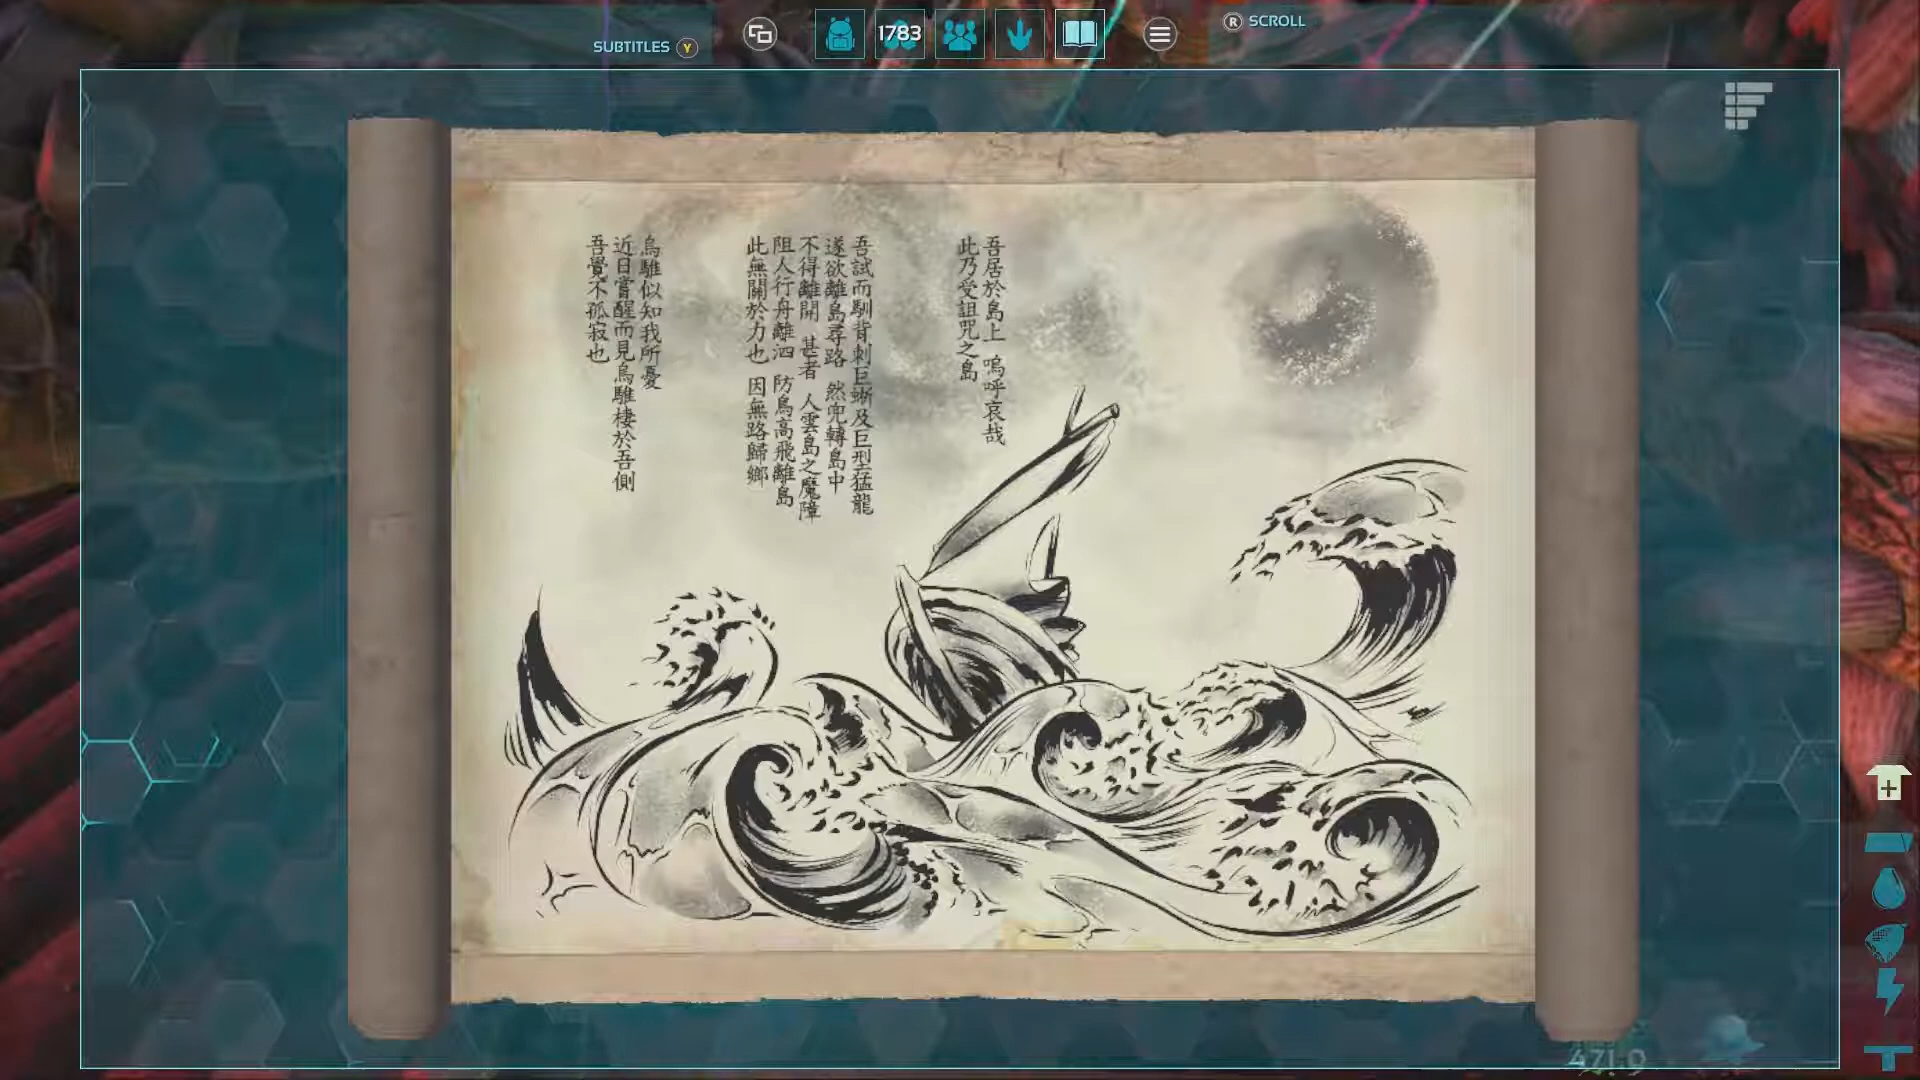 SUBTITLES Y
1783
R SCROLL
吾居於島上 嗚呼哀哉
此乃受詛咒之島
吾試而馴背刺巨蜥及巨型猛龍
遂欲離島尋路 然兜轉島中
不得離開 甚者 人雲島之魔障
阻人行舟離泗 防鳥高飛離島
此無關於力也 因無路歸鄉
烏騅似知我所憂
近日嘗醒而見烏騅棲於吾側
吾覺不孤寂也
471.0